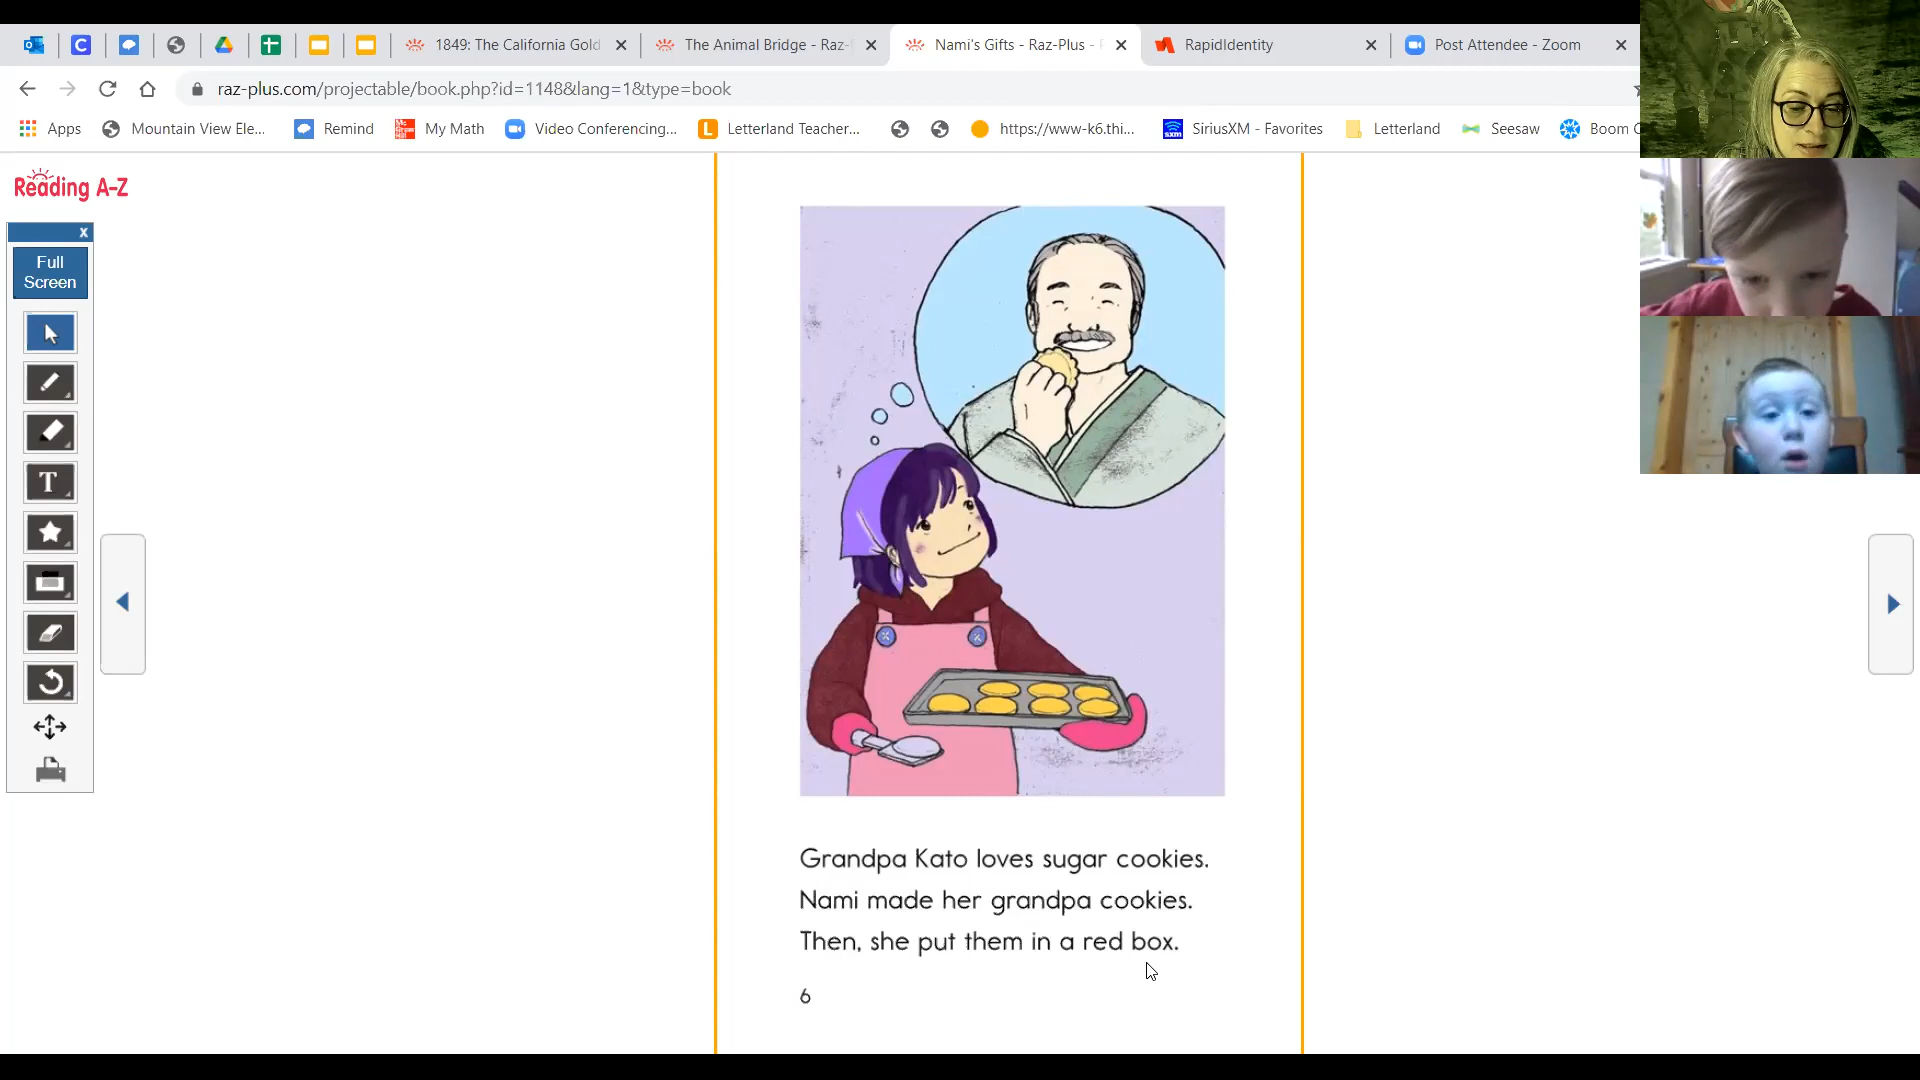 1849: The California Gold
The Animal Bridge - Raz-
Nami's Gifts - Raz-Plus -
RapidIdentity
Post Attendee - Zoom
raz-plus.com/projectable/book.php?id=1148&lang=1&type=book
Apps
Mountain View Ele...
Remind
My Math
Video Conferencing...
Letterland Teacher...
https://www-k6.thi...
SiriusXM - Favorites
Letterland
Seesaw
Boom
Reading A-Z
x
Full
Screen
T
Grandpa Kato loves sugar cookies.
Nami made her grandpa cookies.
Then, she put them in a red box.
6